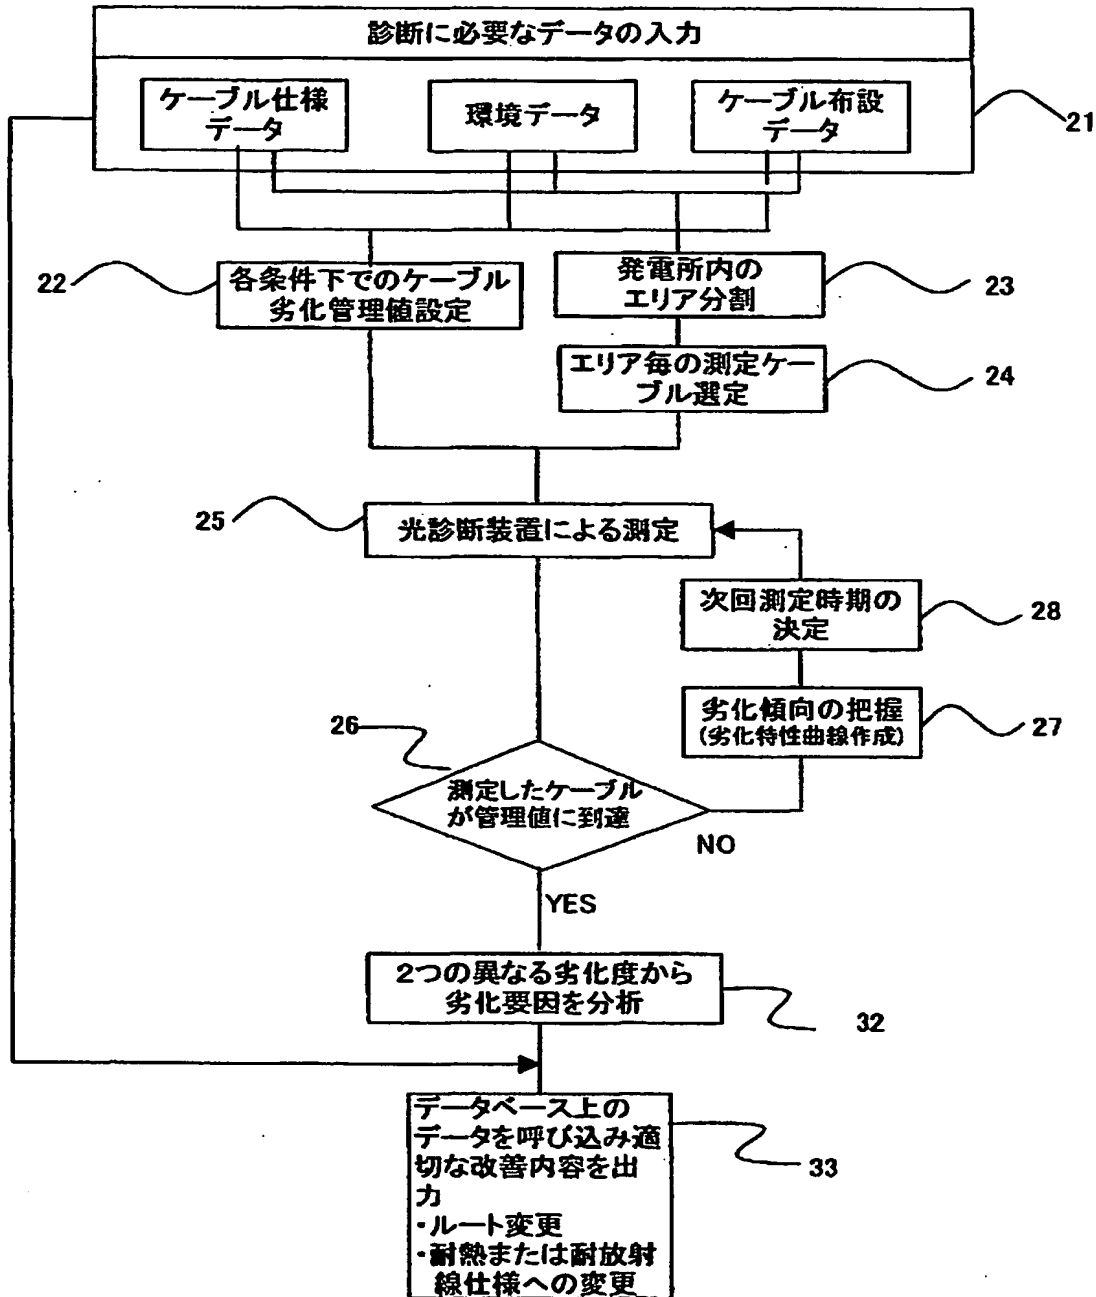 診断に必要なデータの入力
ケーブル仕様
データ
環境データ
ケーブル布設
データ
21
22
各条件下でのケーブル
劣化管理値設定
発電所内の
エリア分割
23
エリア毎の測定ケー
ブル選定
24
25
光診断装置による測定
次回測定時期の
決定
28
劣化傾向の把握
(劣化特性曲線作成)
27
26
測定したケーブル
が管理値に到達
NO
YES
2つの異なる劣化度から
劣化要因を分析
32
データベース上の
データを呼び込み適
切な改善内容を出
力
・ルート変更
・耐熱または耐放射
線仕様への変更
33